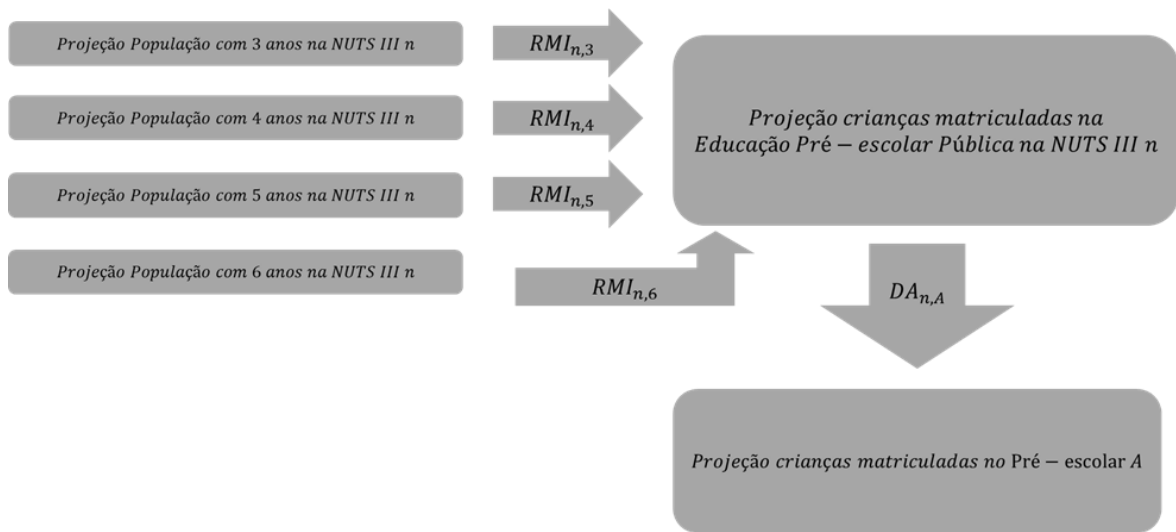 Projeção População com 3 anos na NUTS III n
RMI_{n,3}
Projeção População com 4 anos na NUTS III n
RMI_{n,4}
Projeção População com 5 anos na NUTS III n
RMI_{n,5}
Projeção População com 6 anos na NUTS III n
RMI_{n,6}
Projeção crianças matriculadas na
Educação Pré − escolar Pública na NUTS III n
DA_{n,A}
Projeção crianças matriculadas no Pré − escolar A